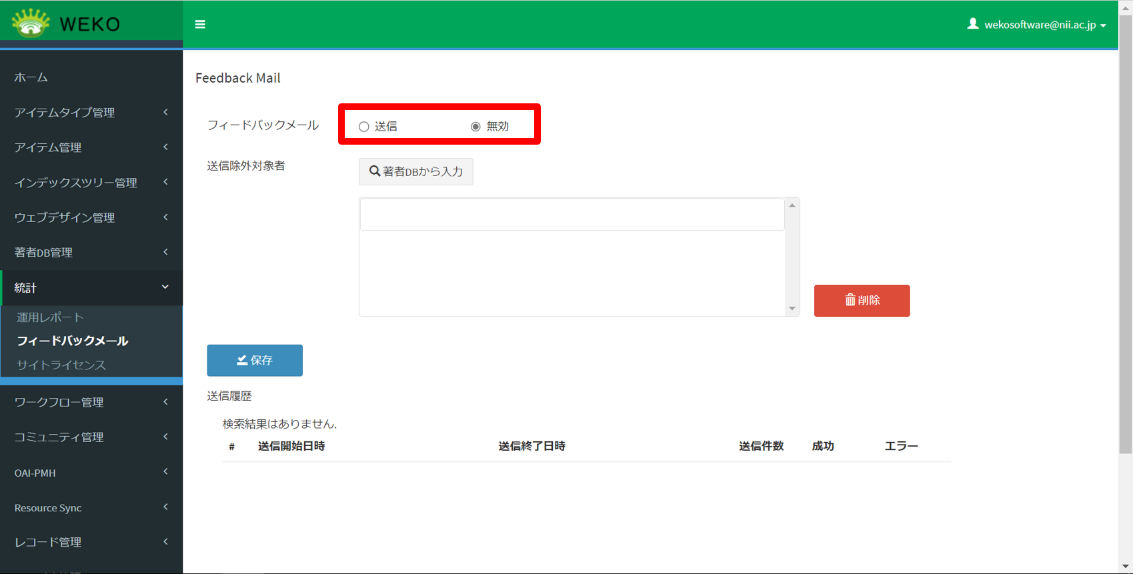 WEKO
wekosoftware@nii.ac.jp
ホーム
アイテムタイプ管理
アイテム管理
インデックスツリー管理
ウェブデザイン管理
著者DB管理
統計
運用レポート
フィードバックメール
サイトライセンス
ワークフロー管理
コミュニティ管理
OAI-PMH
Resource Sync
レコード管理
Feedback Mail
フィードバックメール 送信 無効
送信除外対象者 著者DBから入力
削除
保存
送信履歴
検索結果はありません.
# 送信開始日時 送信終了日時 送信件数 成功 エラー